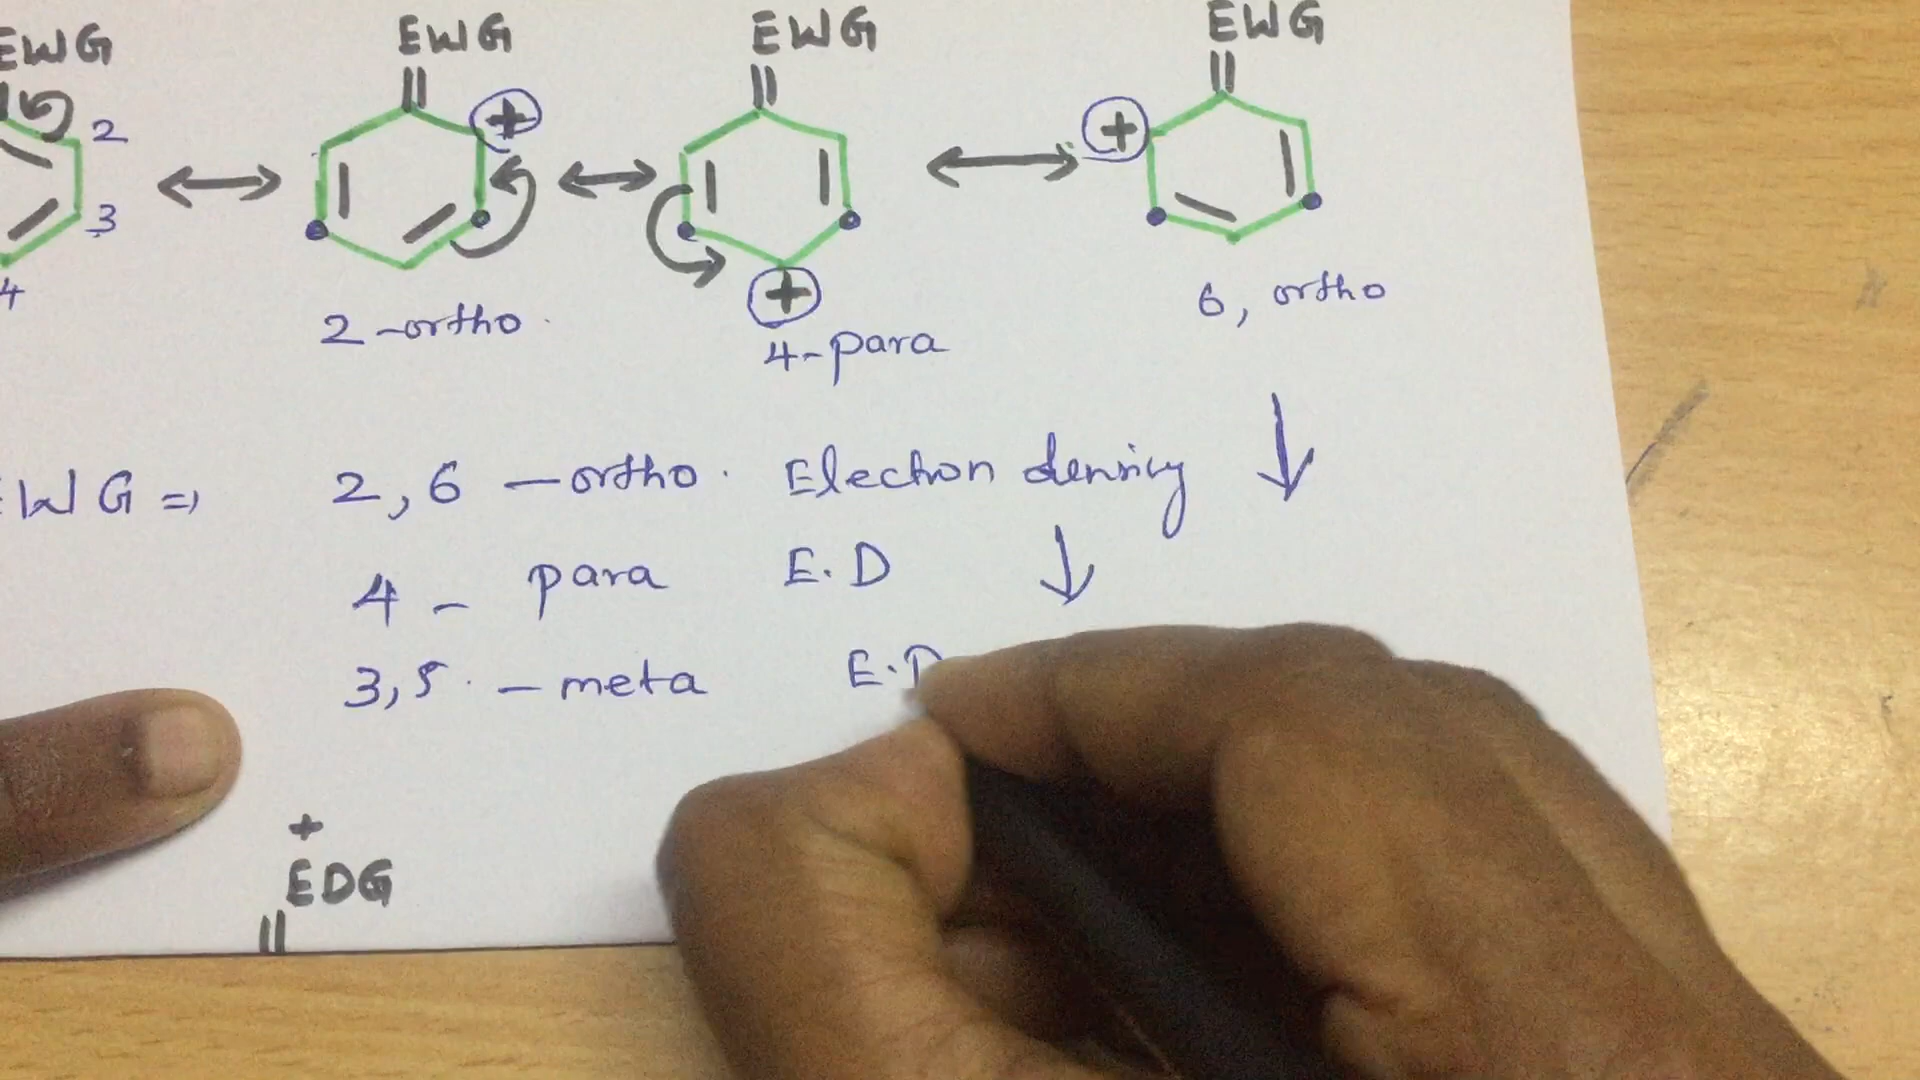 EWG EWG EWG EWG
2 + + 
3 +
4 2-ortho 4-para 6, ortho
EWG => 2,6 - ortho. Electron density ↓
4 - para E.D ↓
3,5 - meta E.D
+
EDG